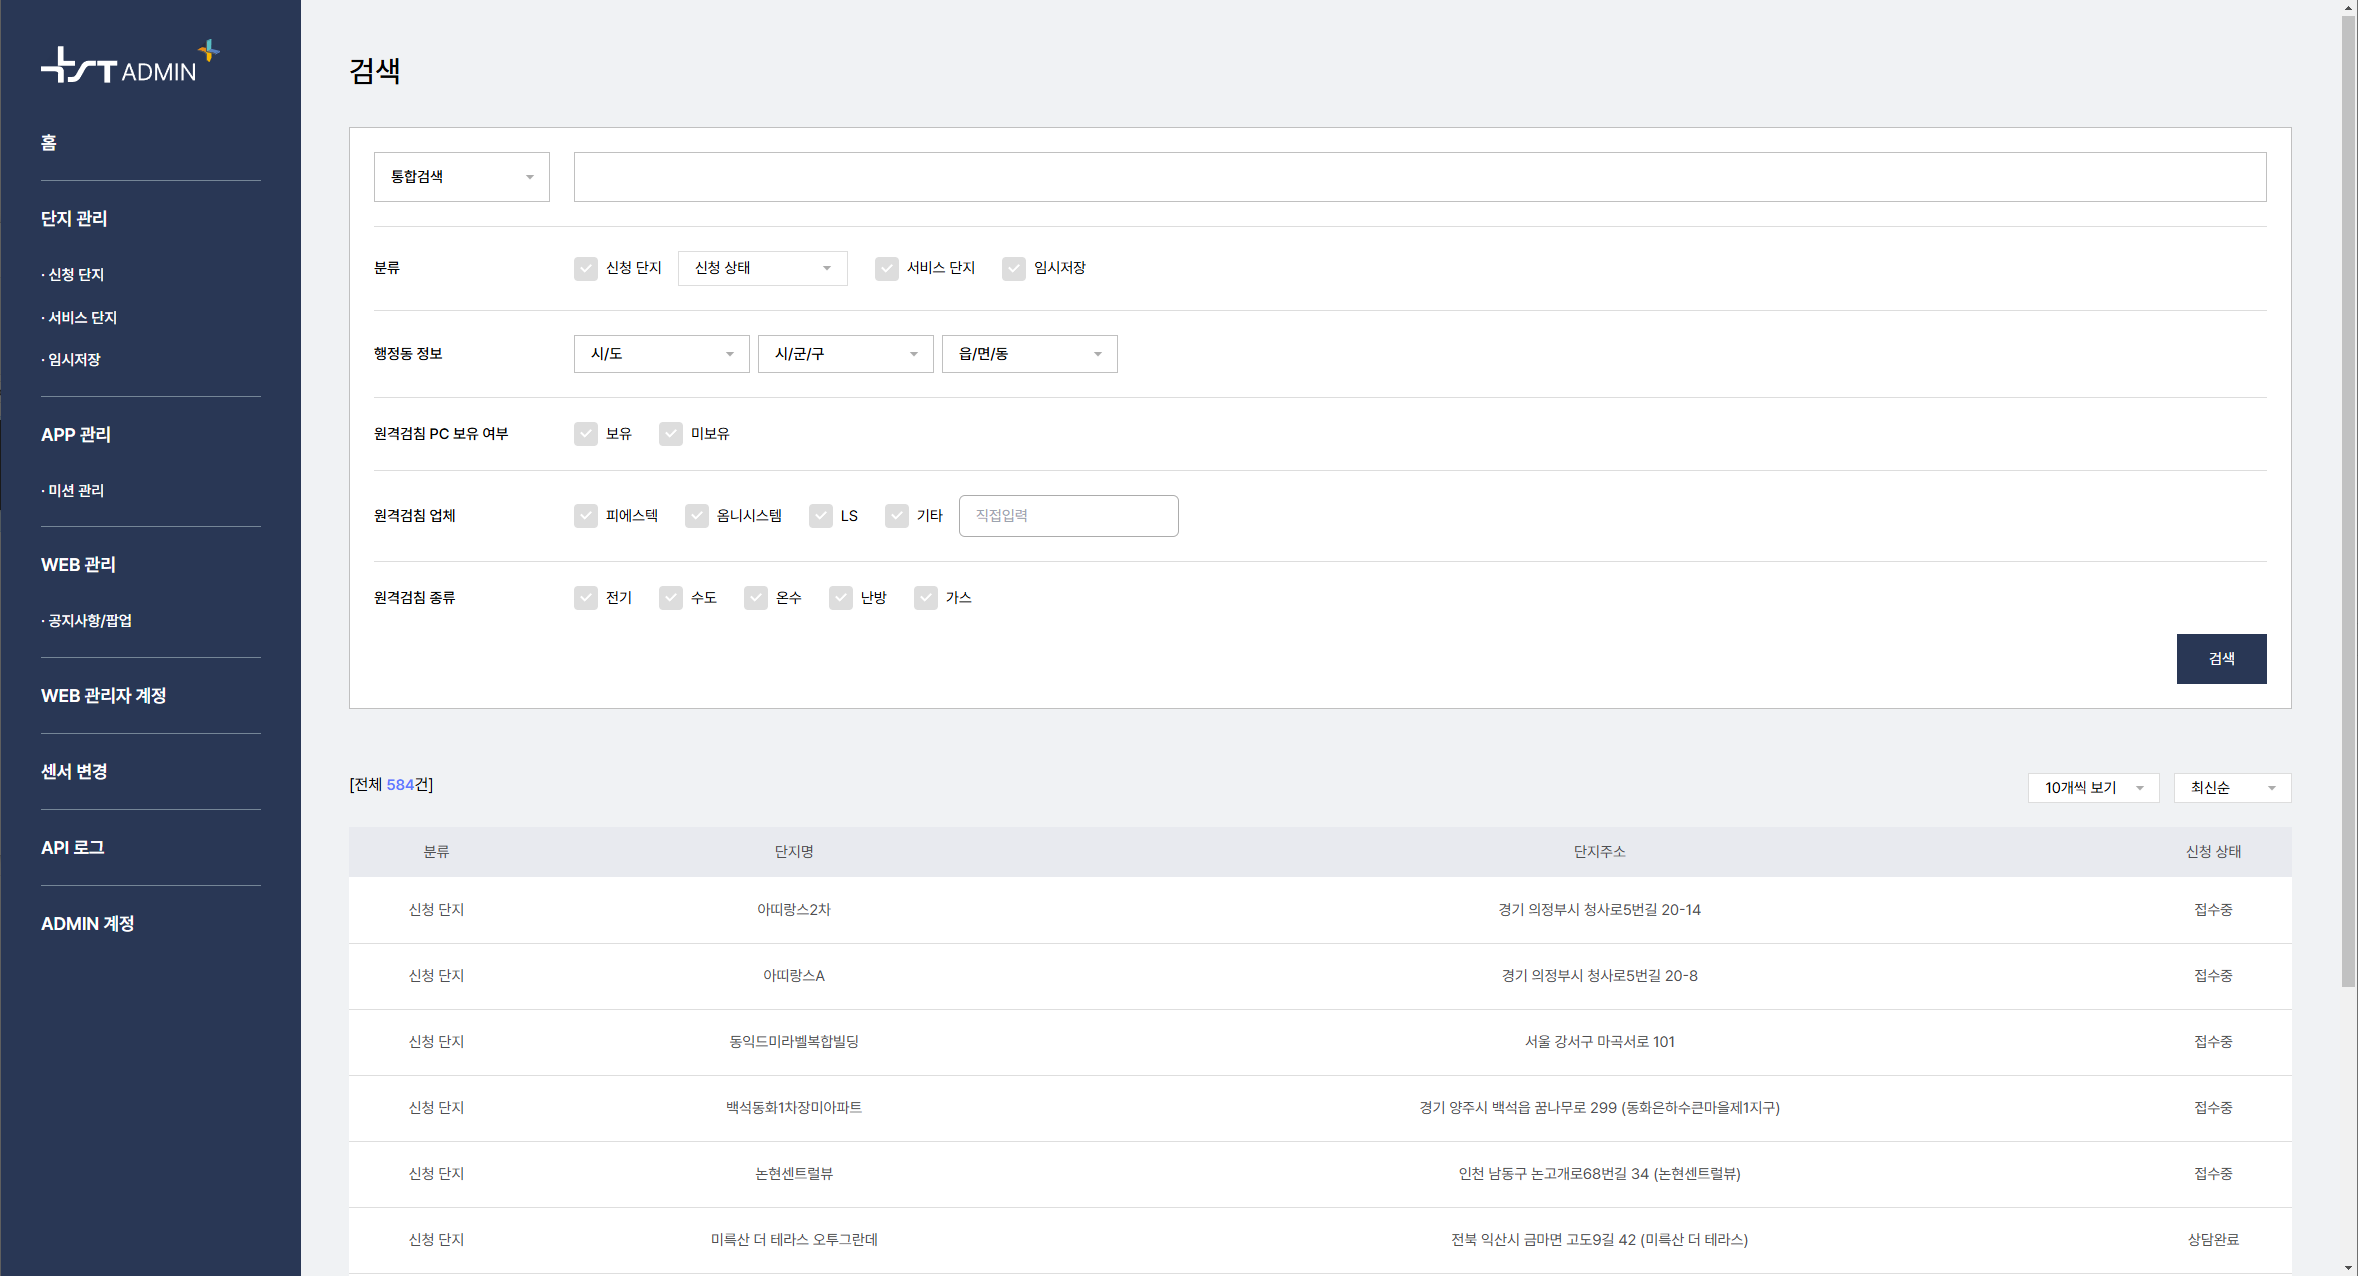 TST ADMIN
홈
단지 관리
· 신청 단지
· 서비스 단지
· 임시저장
APP 관리
· 미션 관리
WEB 관리
· 공지사항/팝업
WEB 관리자 계정
센서 변경
API 로그
ADMIN 계정
검색
통합검색
분류 신청 단지 신청 상태 서비스 단지 임시저장
행정동 정보 시/도 시/군/구 읍/면/동
원격검침 PC 보유 여부 보유 미보유
원격검침 업체 피에스텍 옴니시스템 LS 기타 직접입력
원격검침 종류 전기 수도 온수 난방 가스
검색
[전체 584건] 10개씩 보기 최신순
분류 단지명 단지주소 신청 상태
신청 단지 아띠랑스2차 경기 의정부시 청사로5번길 20-14 접수중
신청 단지 아띠랑스A 경기 의정부시 청사로5번길 20-8 접수중
신청 단지 동익드미라벨복합빌딩 서울 강서구 마곡서로 101 접수중
신청 단지 백석동화1차장미아파트 경기 양주시 백석읍 꿈나무로 299 (동화은하수큰마을제1지구) 접수중
신청 단지 논현센트럴뷰 인천 남동구 논고개로68번길 34 (논현센트럴뷰) 접수중
신청 단지 미륵산 더 테라스 오투그란데 전북 익산시 금마면 고도9길 42 (미륵산 더 테라스) 상담완료